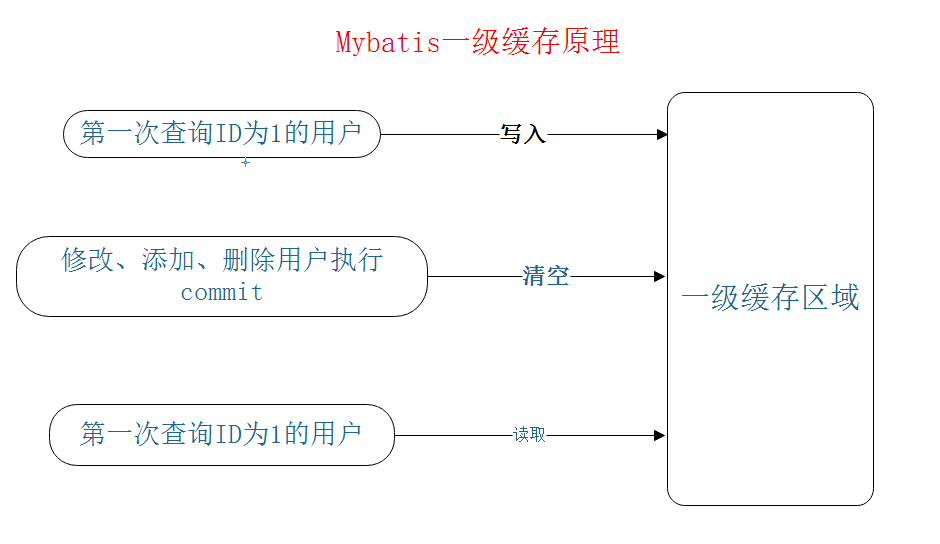 Mybatis一级缓存原理
第一次查询ID为1的用户
写入
修改、添加、删除用户执行
commit
清空
一级缓存区域
第一次查询ID为1的用户
读取